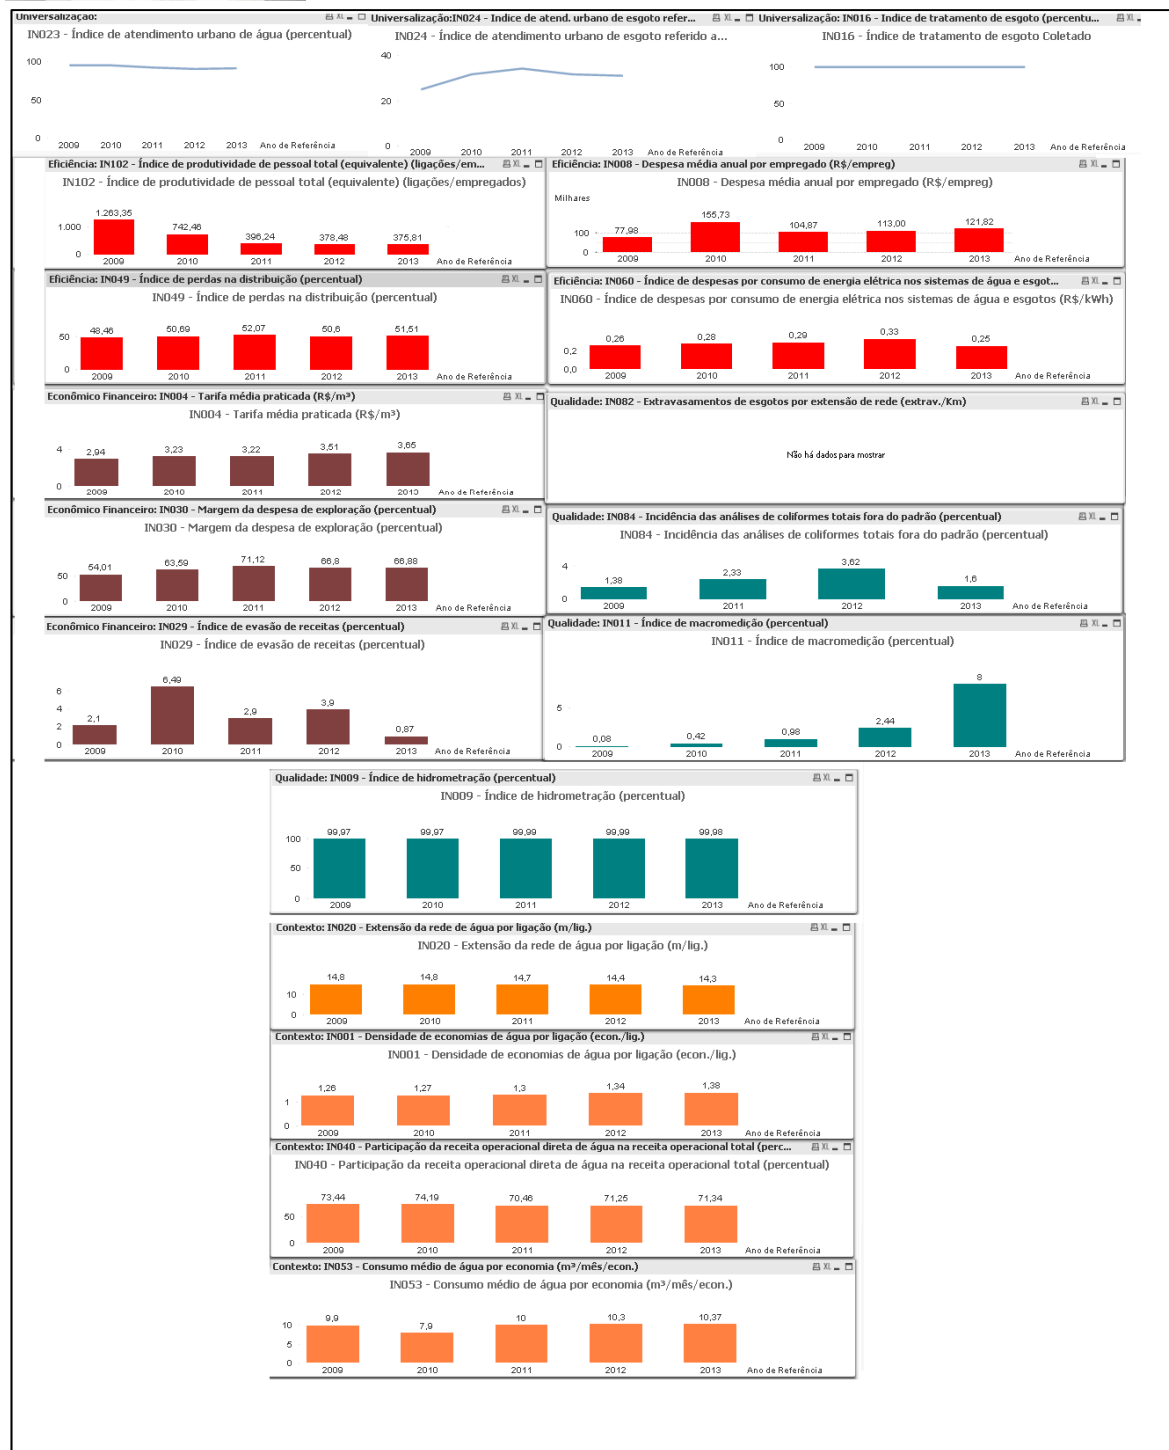 Universalização:
IN023 - Índice de atendimento urbano de água (percentual)
100
50
0
2009 2010 2011 2012 2013 Ano de Referência
Universalização:IN024 - Indice de atend. urbano de esgoto refer...
IN024 - Índice de atendimento urbano de esgoto referido a...
40
20
0
2009 2010 2011 2012 2013 Ano de Referência
Universalização: IN016 - Indice de tratamento de esgoto (percentu...
IN016 - Índice de tratamento de esgoto Coletado
100
50
0
2009 2010 2011 2012 2013 Ano de Referência
Eficiência: IN102 - Índice de produtividade de pessoal total (equivalente) (ligações/em...
IN102 - Índice de produtividade de pessoal total (equivalente) (ligações/empregados)
1.263,35 742,46 396,24 378,48 375,81
1.000
0
2009 2010 2011 2012 2013 Ano de Referência
Eficiência: IN008 - Despesa média anual por empregado (R$/empreg)
IN008 - Despesa média anual por empregado (R$/empreg)
Milhares
77,98 155,73 104,87 113,00 121,82
100
0
2009 2010 2011 2012 2013 Ano de Referência
Eficiência: IN049 - Índice de perdas na distribuição (percentual)
IN049 - Índice de perdas na distribuição (percentual)
48,46 50,69 52,07 50,6 51,51
50
0
2009 2010 2011 2012 2013 Ano de Referência
Eficiência: IN060 - Índice de despesas por consumo de energia elétrica nos sistemas de água e esgot...
IN060 - Índice de despesas por consumo de energia elétrica nos sistemas de água e esgotos (R$/kWh)
0,26 0,28 0,29 0,33 0,25
0,2
0,0
2009 2010 2011 2012 2013 Ano de Referência
Econômico Financeiro: IN004 - Tarifa média praticada (R$/m³)
IN004 - Tarifa média praticada (R$/m³)
2,94 3,23 3,22 3,51 3,65
4
0
2009 2010 2011 2012 2013 Ano de Referência
Qualidade: IN082 - Extravasamentos de esgotos por extensão de rede (extrav./Km)
Não há dados para mostrar
Econômico Financeiro: IN030 - Margem da despesa de exploração (percentual)
IN030 - Margem da despesa de exploração (percentual)
54,01 63,59 71,12 66,8 66,88
50
0
2009 2010 2011 2012 2013 Ano de Referência
Qualidade: IN084 - Incidência das análises de coliformes totais fora do padrão (percentual)
IN084 - Incidência das análises de coliformes totais fora do padrão (percentual)
1,38 2,33 3,62 1,6
4
0
2009 2011 2012 2013 Ano de Referência
Econômico Financeiro: IN029 - Índice de evasão de receitas (percentual)
IN029 - Índice de evasão de receitas (percentual)
2,1 6,49 2,9 3,9 0,87
6
4
2
0
2009 2010 2011 2012 2013 Ano de Referência
Qualidade: IN011 - Índice de macromedição (percentual)
IN011 - Índice de macromedição (percentual)
0,08 0,42 0,98 2,44 8
5
0
2009 2010 2011 2012 2013 Ano de Referência
Qualidade: IN009 - Índice de hidrometração (percentual)
IN009 - Índice de hidrometração (percentual)
99,97 99,97 99,99 99,99 99,98
100
50
0
2009 2010 2011 2012 2013 Ano de Referência
Contexto: IN020 - Extensão da rede de água por ligação (m/lig.)
IN020 - Extensão da rede de água por ligação (m/lig.)
14,8 14,8 14,7 14,4 14,3
10
0
2009 2010 2011 2012 2013 Ano de Referência
Contexto: IN001 - Densidade de economias de água por ligação (econ./lig.)
IN001 - Densidade de economias de água por ligação (econ./lig.)
1,26 1,27 1,3 1,34 1,38
1
0
2009 2010 2011 2012 2013 Ano de Referência
Contexto: IN040 - Participação da receita operacional direta de água na receita operacional total (perc...
IN040 - Participação da receita operacional direta de água na receita operacional total (percentual)
73,44 74,19 70,46 71,25 71,34
50
0
2009 2010 2011 2012 2013 Ano de Referência
Contexto: IN053 - Consumo médio de água por economia (m³/mês/econ.)
IN053 - Consumo médio de água por economia (m³/mês/econ.)
9,9 7,9 10 10,3 10,37
10
5
0
2009 2010 2011 2012 2013 Ano de Referência